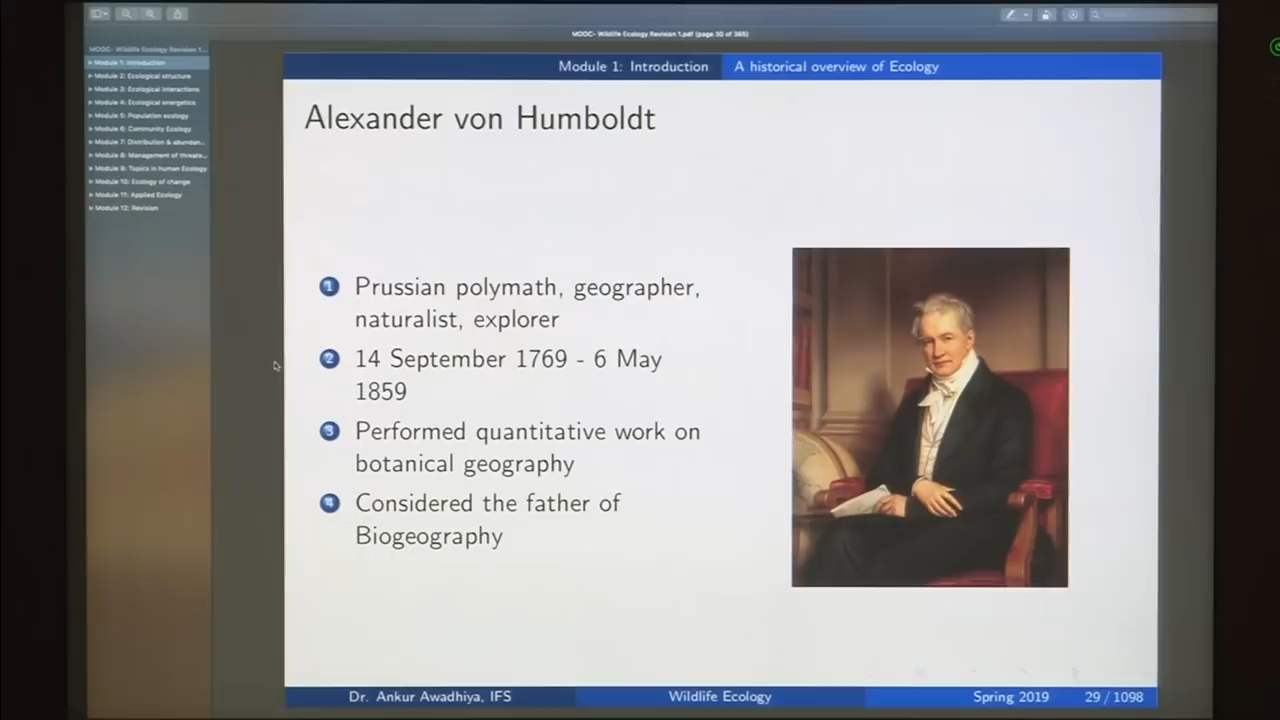 MOOC- Wildlife Ecology Revision 1.pdf (page 30 of 365)
MOOC- Wildlife Ecology Revision 1...
Module 1: Introduction
Module 2: Ecological structure
Module 3: Ecological interactions
Module 4: Ecological energetics
Module 5: Population ecology
Module 6: Community Ecology
Module 7: Distribution & abundan...
Module 8: Management of threate...
Module 9: Topics in human Ecology
Module 10: Ecology of change
Module 11: Applied Ecology
Module 12: Revision
Module 1: Introduction A historical overview of Ecology
Alexander von Humboldt
1 Prussian polymath, geographer,
naturalist, explorer
2 14 September 1769 - 6 May
1859
3 Performed quantitative work on
botanical geography
4 Considered the father of
Biogeography
Dr. Ankur Awadhiya, IFS Wildlife Ecology Spring 2019 29 / 1098